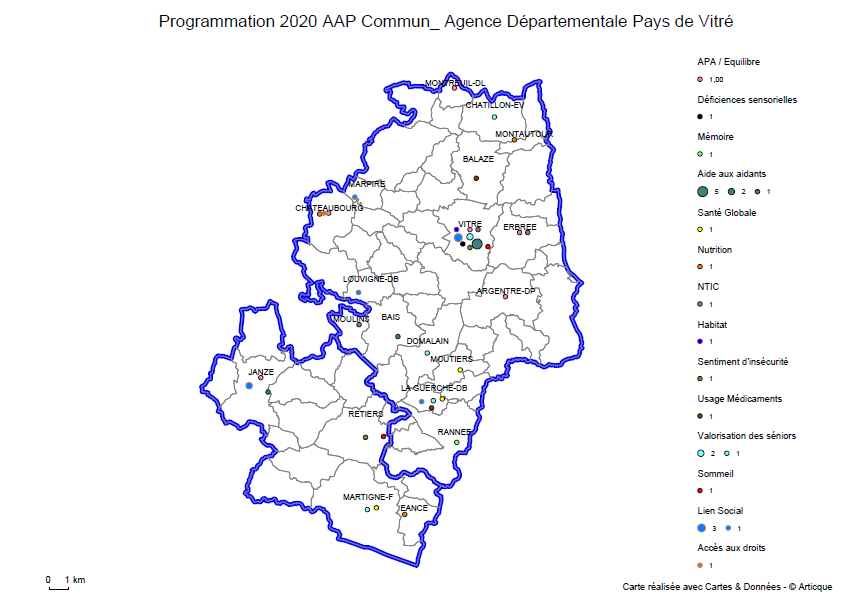 Programmation 2020 AAP Commun_ Agence Départementale Pays de Vitré
APA / Equilibre
1,00
Déficiences sensorielles
1
Mémoire
1
Aide aux aidants
5 2 1
Santé Globale
1
Nutrition
1
NTIC
1
Habitat
1
Sentiment d'insécurité
1
Usage Médicaments
1
Valorisation des séniors
2 1
Sommeil
1
Lien Social
3 1
Accès aux droits
1
MONTREUIL-DL
CHATILLON-EV
MONTAUTOUR
BALAZE
MARPIRE
CHATEAUBOURG
VITRE
ERBREE
LOUVIGNE-DB
ARGENTRE-DP
MOULINS
BAIS
DOMALAIN
MOUTIERS
JANZE
LA GUERCHE-DB
RETIERS
RANNEE
MARTIGNE-F
EANCE
0 1 km
Carte réalisée avec Cartes & Données - © Articque